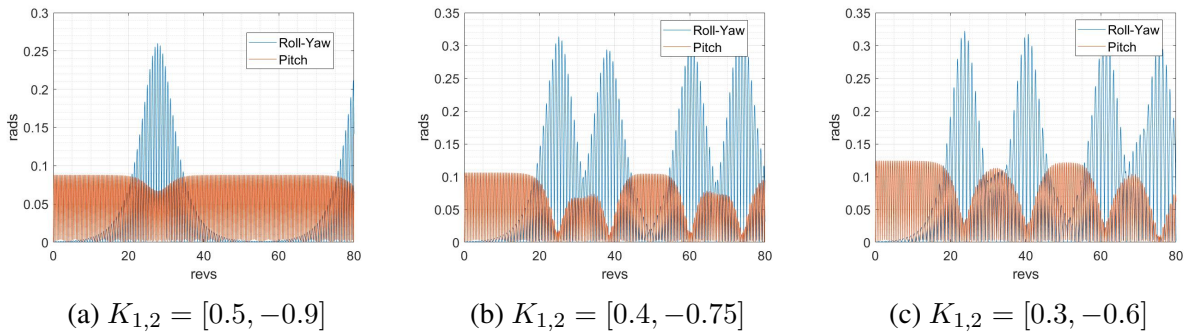 0.3
0.25
0.2
0.15
0.1
0.05
0
rads
Roll-Yaw
Pitch
0 20 40 60 80
revs
(a) K1,2 = [0.5, −0.9]
0.35
0.3
0.25
0.2
0.15
0.1
0.05
0
rads
Roll-Yaw
Pitch
0 20 40 60 80
revs
(b) K1,2 = [0.4, −0.75]
0.35
0.3
0.25
0.2
0.15
0.1
0.05
0
rads
Roll-Yaw
Pitch
0 20 40 60 80
revs
(c) K1,2 = [0.3, −0.6]